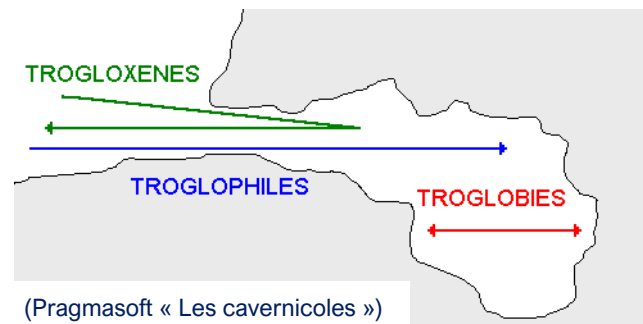 TROGLOXENES
TROGLOPHILES
TROGLOBIES
(Pragmasoft « Les cavernicoles »)